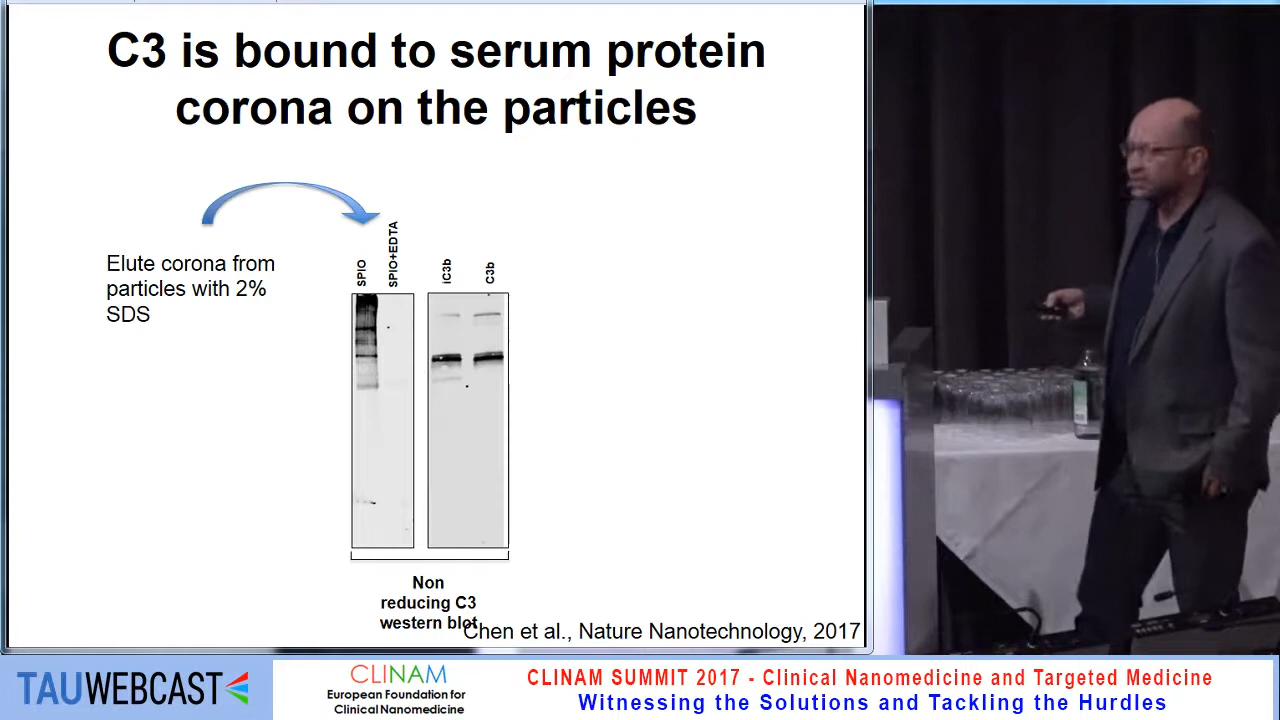 C3 is bound to serum protein
corona on the particles
Elute corona from
particles with 2%
SDS
SPIO
SPIO+EDTA
iC3b
C3b
Non
reducing C3
western blot
Chen et al., Nature Nanotechnology, 2017
TAUWEBCAST
CLINAM
European Foundation for
Clinical Nanomedicine
CLINAM SUMMIT 2017 - Clinical Nanomedicine and Targeted Medicine
Witnessing the Solutions and Tackling the Hurdles